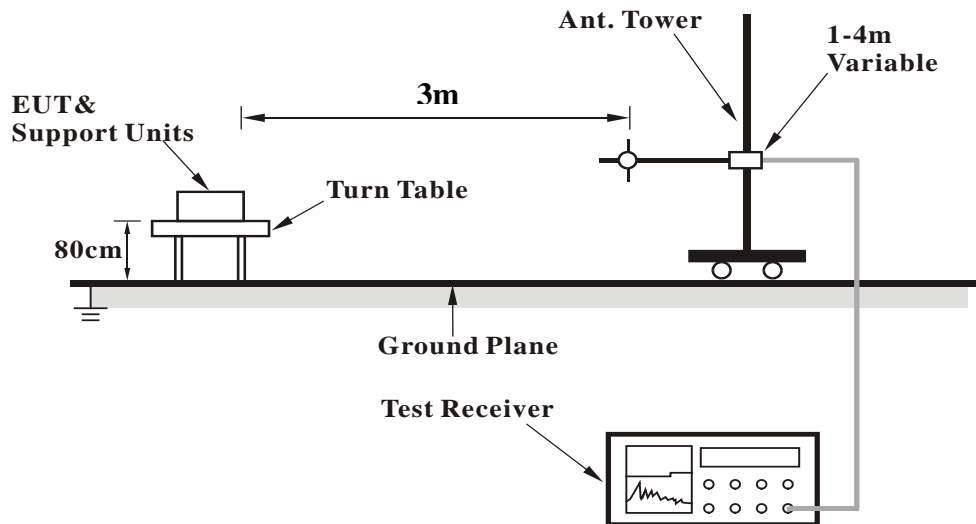 Ant. Tower
1-4m
Variable
3m
EUT&
Support Units
Turn Table
80cm
Ground Plane
Test Receiver